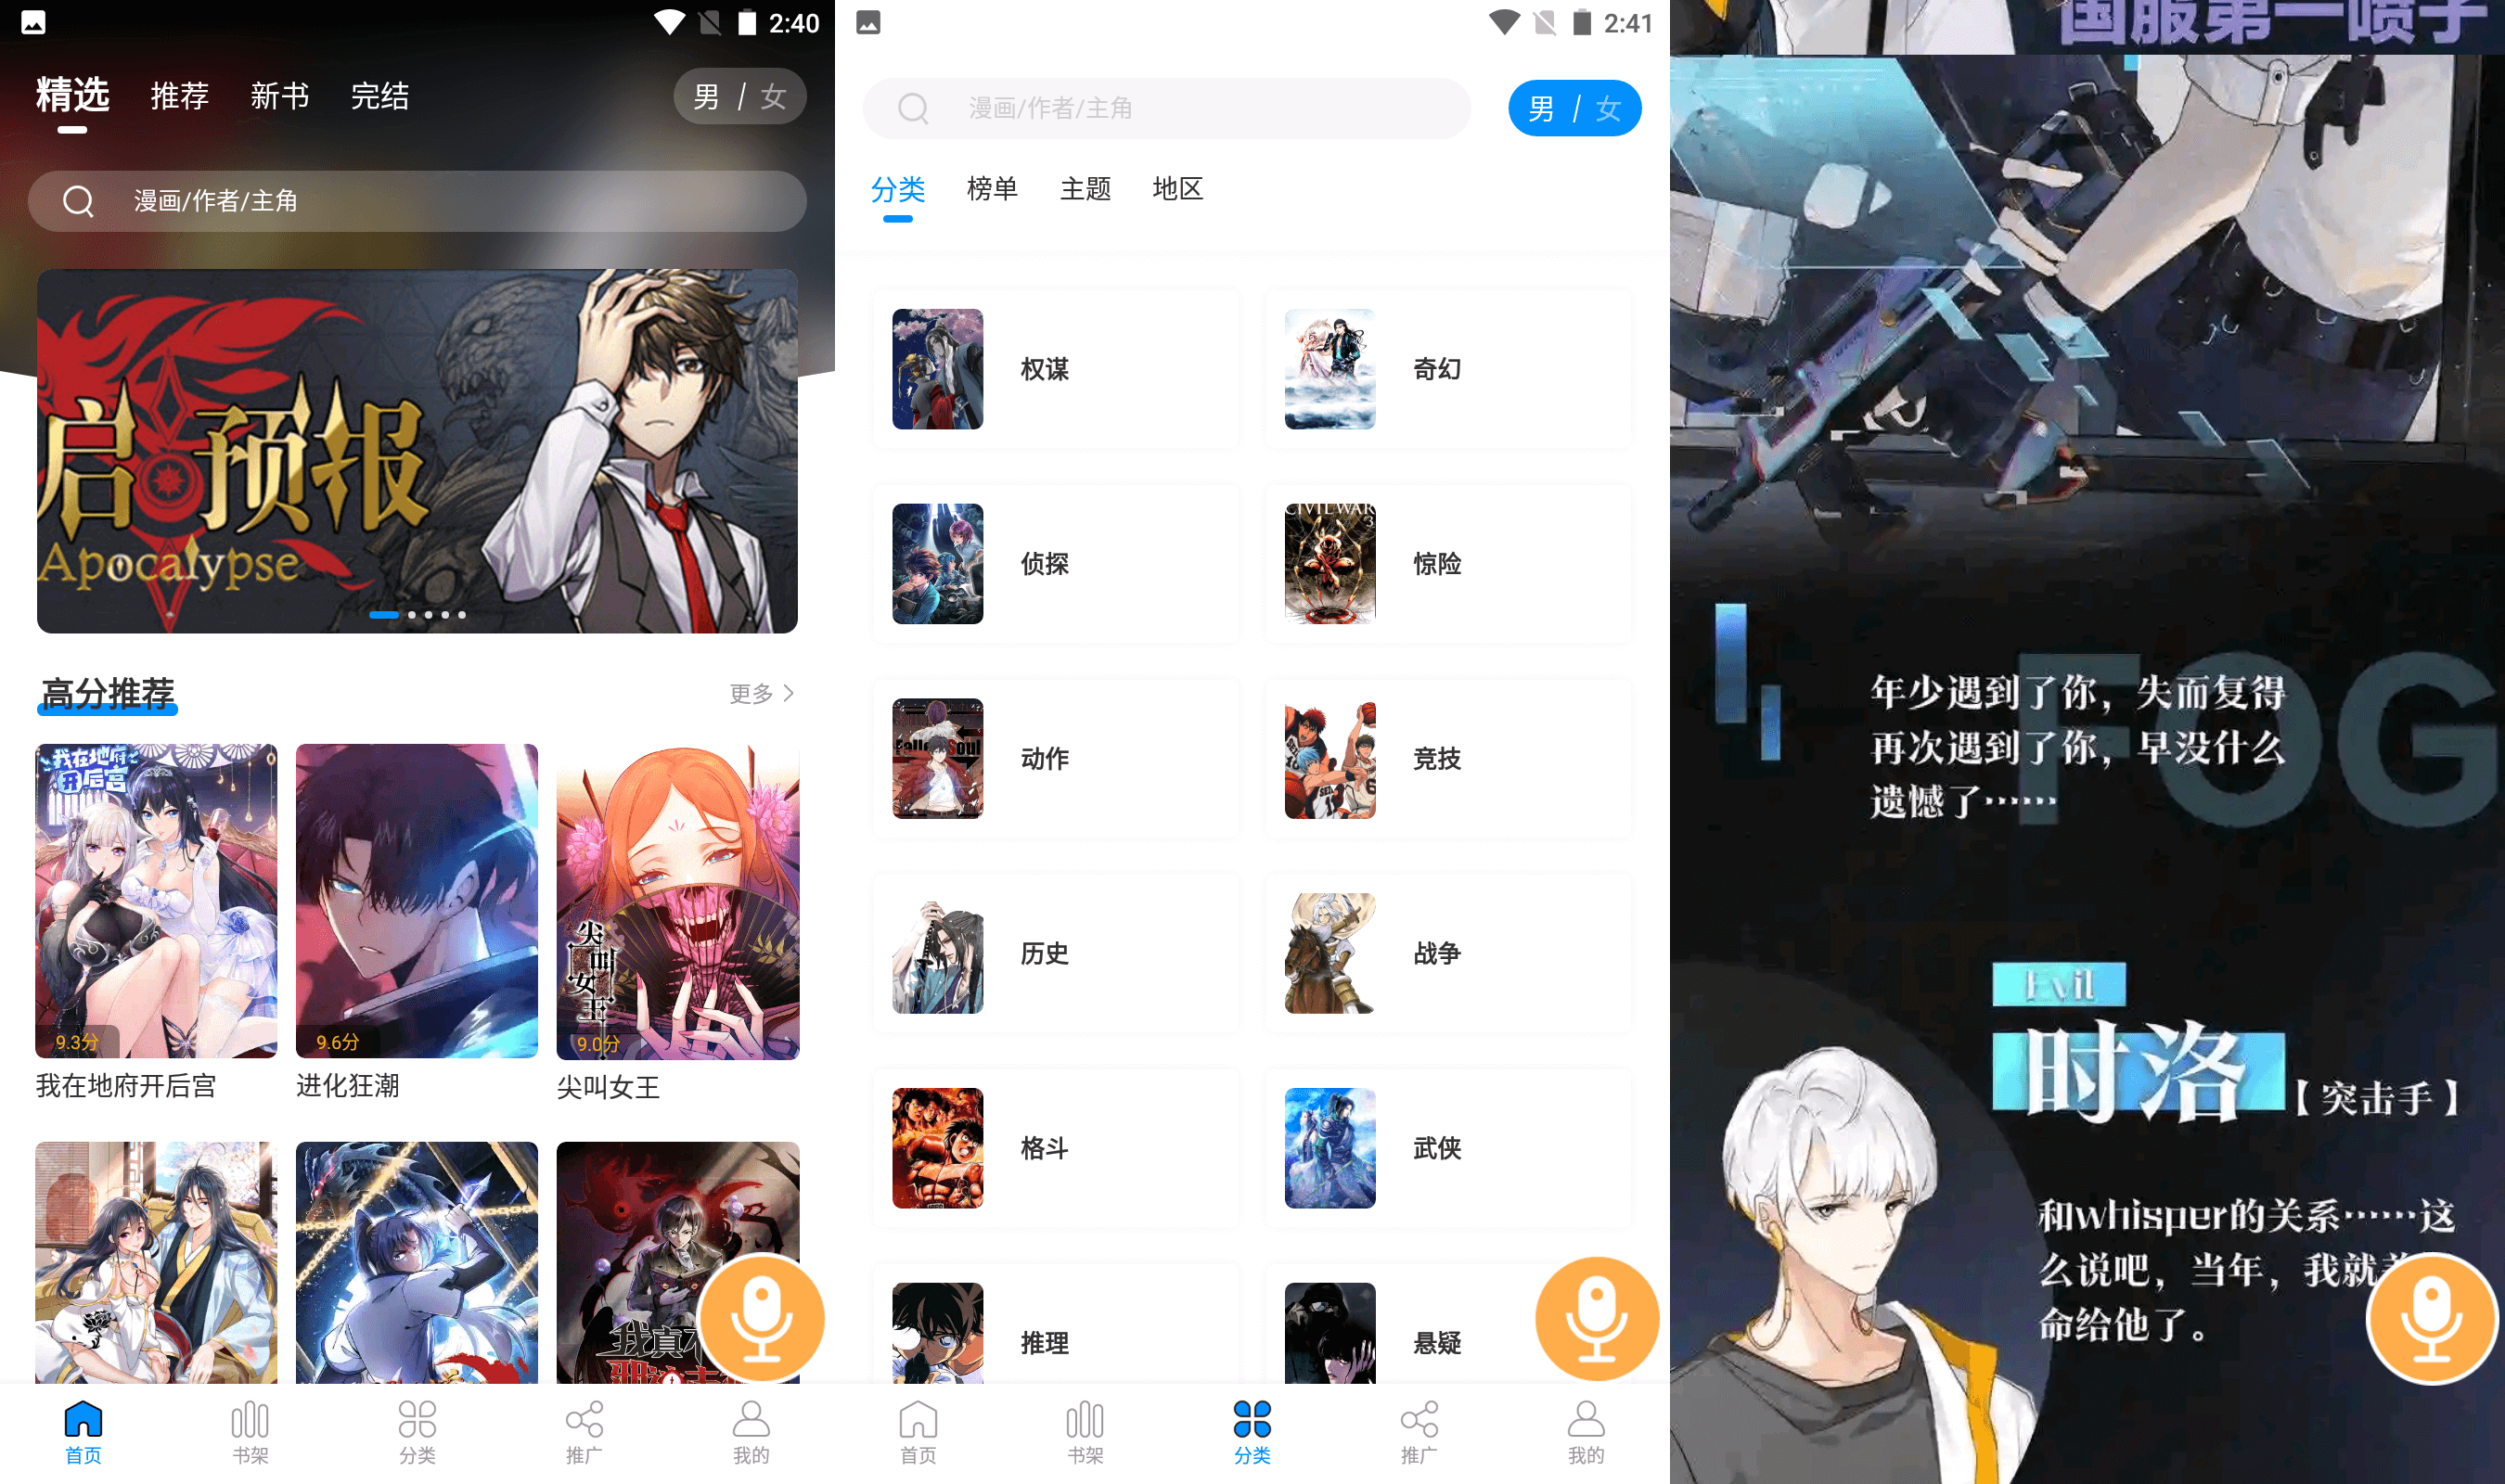 2:40
精选 推荐 新书 完结 男 / 女
漫画/作者/主角
启 预报
Apocalypse
高分推荐 更多
我在地府
开后宫
尖叫女王
9.3分 9.6分 9.0分
我在地府开后宫 进化狂潮 尖叫女王
我真不
首页 书架 分类 推广 我的
2:41
漫画/作者/主角 男 / 女
分类 榜单 主题 地区
权谋 奇幻
CIVIL WAR
3
侦探 惊险
Fallen Soul
动作 竞技
历史 战争
格斗 武侠
推理 悬疑
首页 书架 分类 推广 我的
国服第一喷子
FOG
年少遇到了你，失而复得
再次遇到了你，早没什么
遗憾了……
Evil
时洛【突击手】
和whisper的关系……这
么说吧，当年，我就
命给他了。